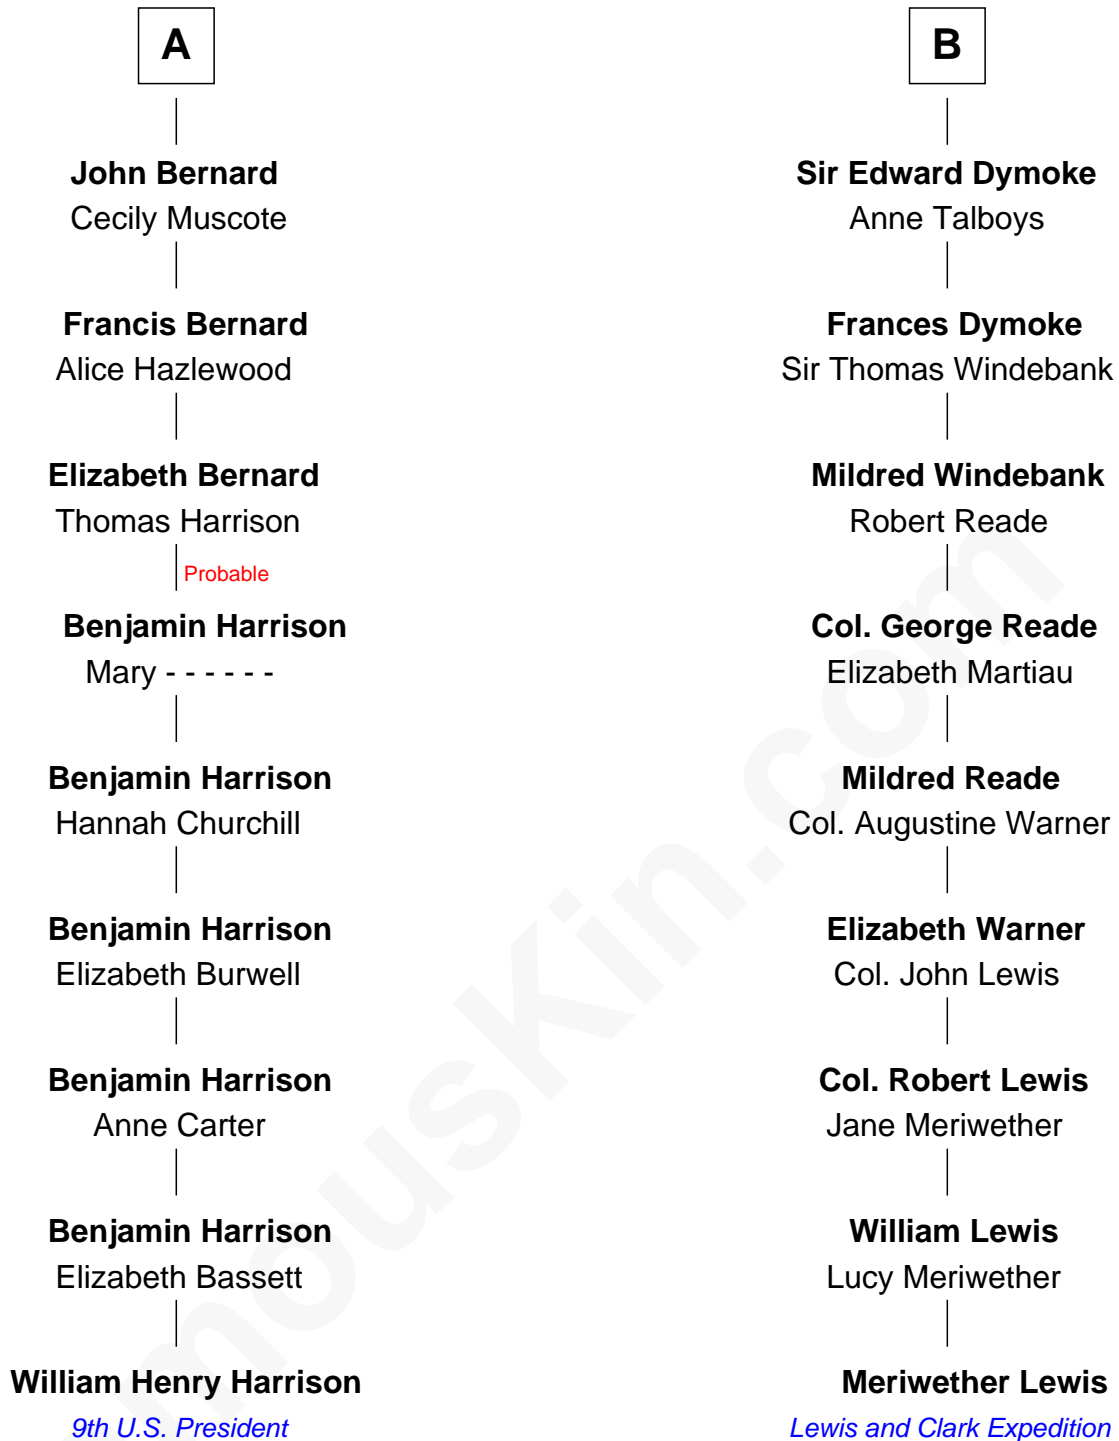 A
John Bernard
Cecily Muscote
Francis Bernard
Alice Hazlewood
Elizabeth Bernard
Thomas Harrison
Probable
Benjamin Harrison
Mary - - - - - -
Benjamin Harrison
Hannah Churchill
Benjamin Harrison
Elizabeth Burwell
Benjamin Harrison
Anne Carter
Benjamin Harrison
Elizabeth Bassett
William Henry Harrison
9th U.S. President
B
Sir Edward Dymoke
Anne Talboys
Frances Dymoke
Sir Thomas Windebank
Mildred Windebank
Robert Reade
Col. George Reade
Elizabeth Martiau
Mildred Reade
Col. Augustine Warner
Elizabeth Warner
Col. John Lewis
Col. Robert Lewis
Jane Meriwether
William Lewis
Lucy Meriwether
Meriwether Lewis
Lewis and Clark Expedition
mousKin.com